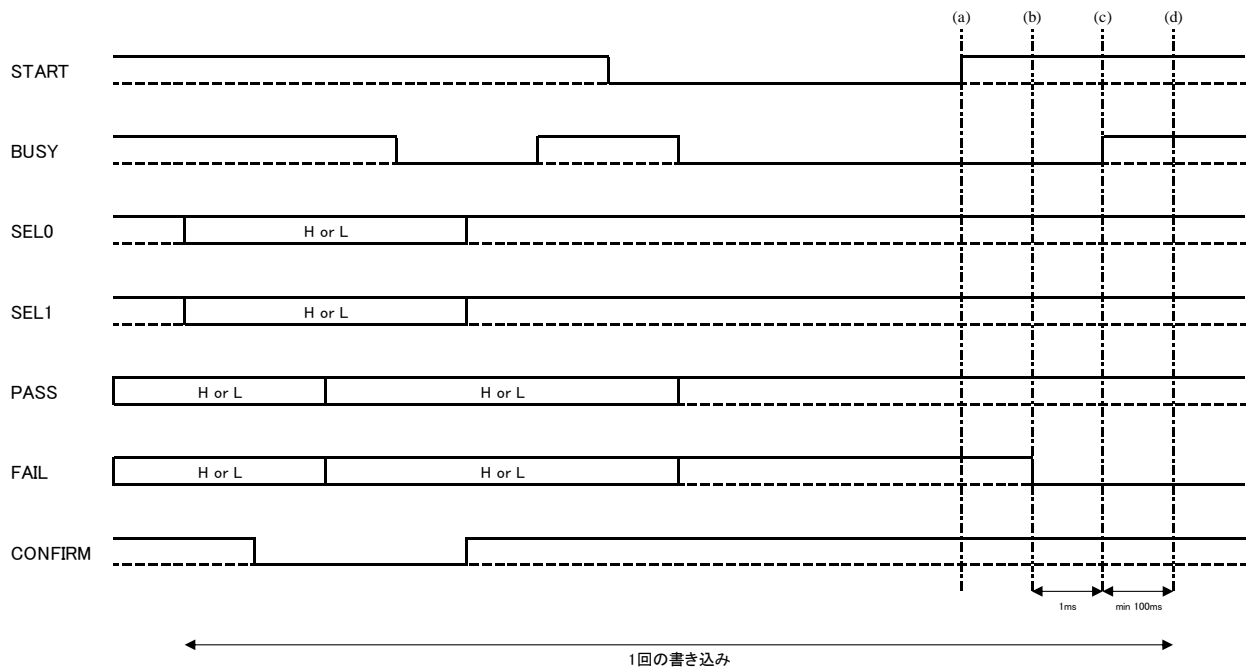 (a) (b) (c) (d)
START
BUSY
SEL0 H or L
SEL1 H or L
PASS H or L H or L
FAIL H or L H or L
CONFIRM
1ms min 100ms
1回の書き込み